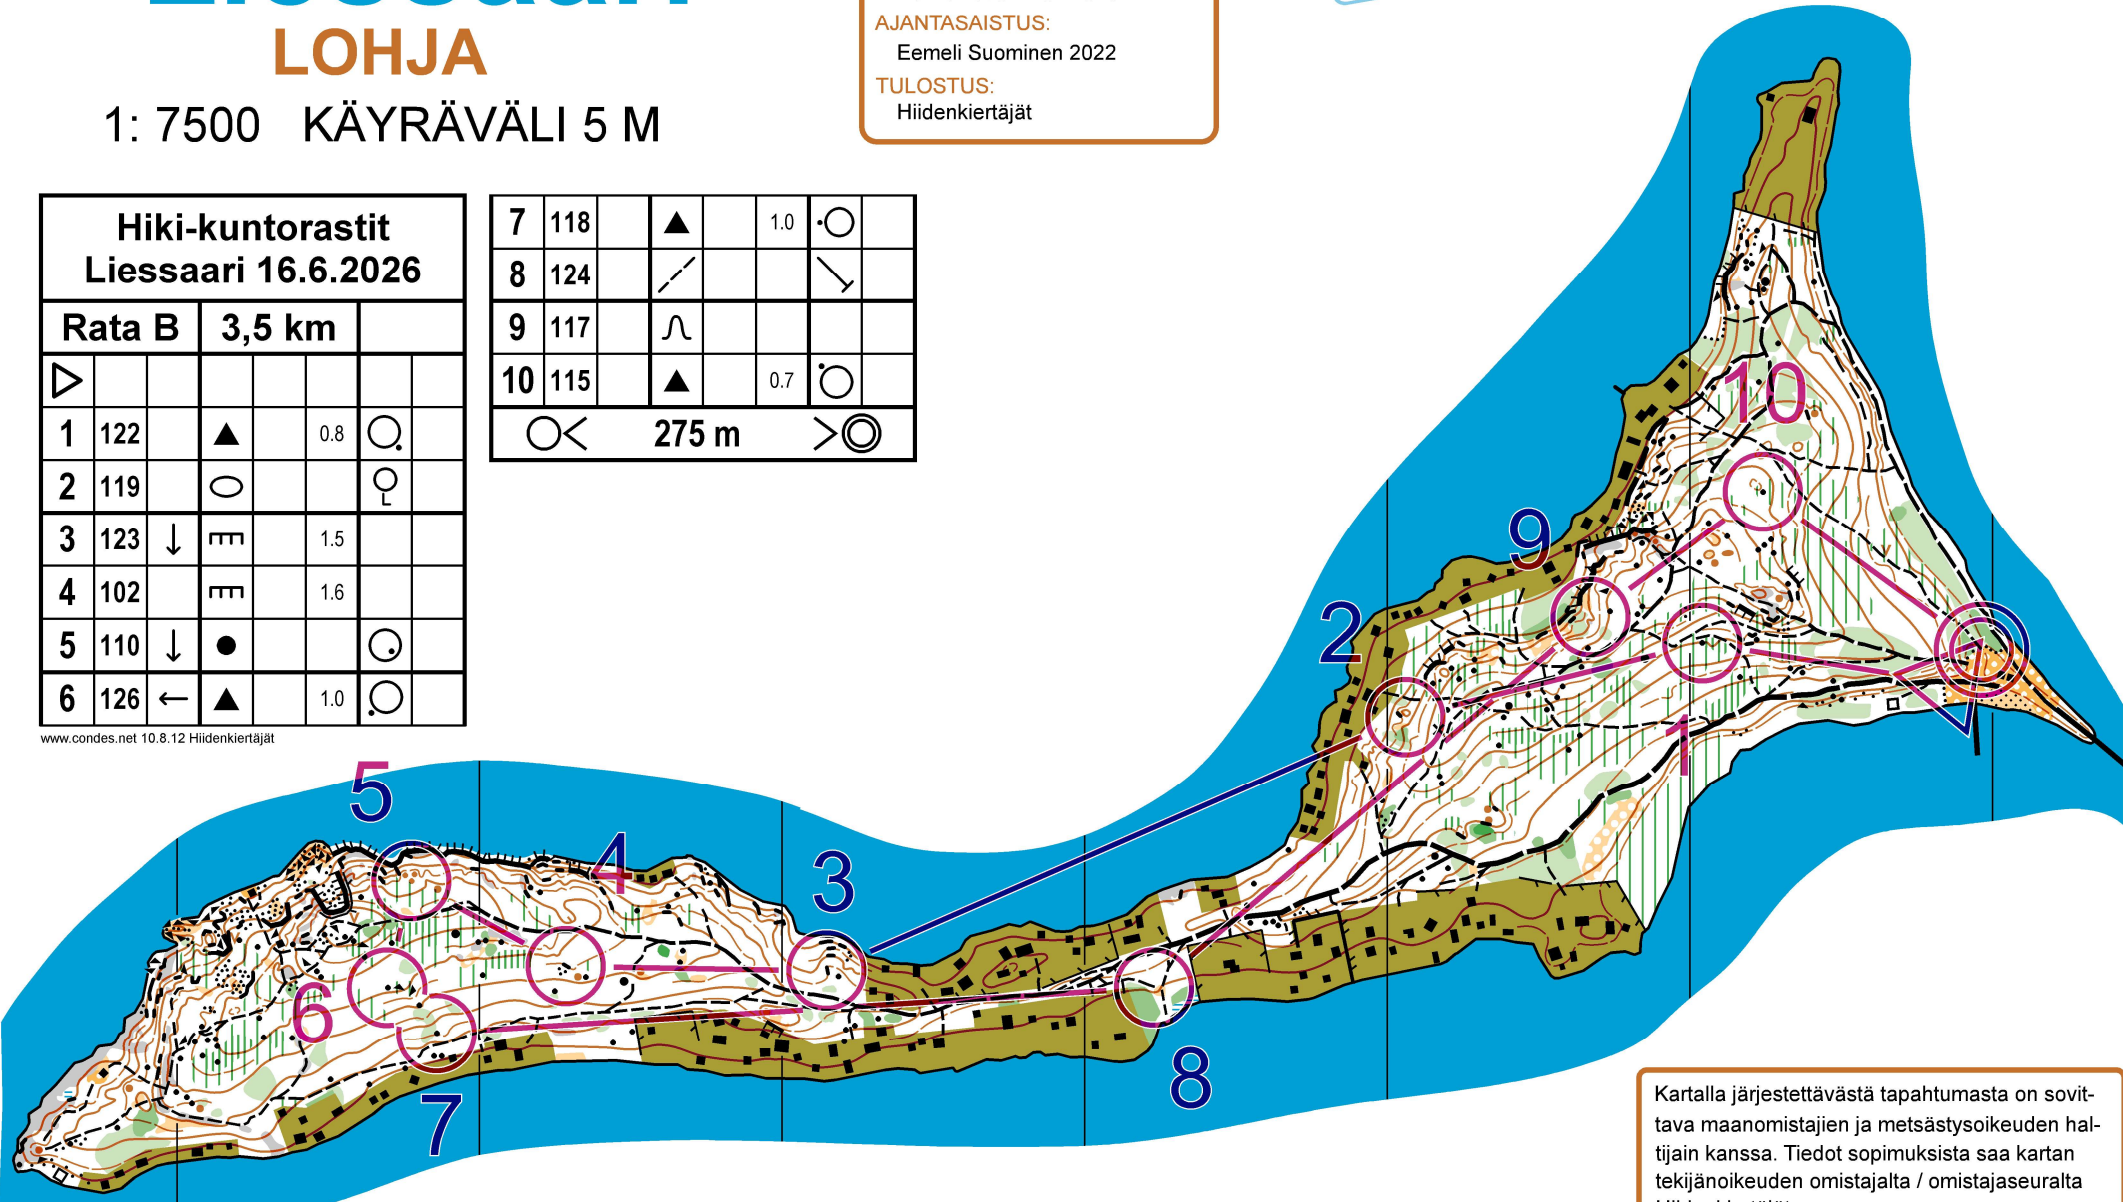 LOHJA
1: 7500 KÄYRÄVÄLI 5 M
AJANTASAISTUS:
Eemeli Suominen 2022
TULOSTUS:
Hiidenkiertäjät
Hiki-kuntorastit
Liessaari 16.6.2026
Rata B 3,5 km
1 122 0.8
2 119
3 123 1.5
4 102 1.6
5 110
6 126 1.0
www.condes.net 10.8.12 Hiidenkiertäjät
7 118 1.0
8 124
9 117
10 115 0.7
275 m
10
9
2
1
5
4
3
6
7
8
Kartalla järjestettävästä tapahtumasta on sovit-
tava maanomistajien ja metsästysoikeuden hal-
tijain kanssa. Tiedot sopimuksista saa kartan
tekijänoikeuden omistajalta / omistajaseuralta